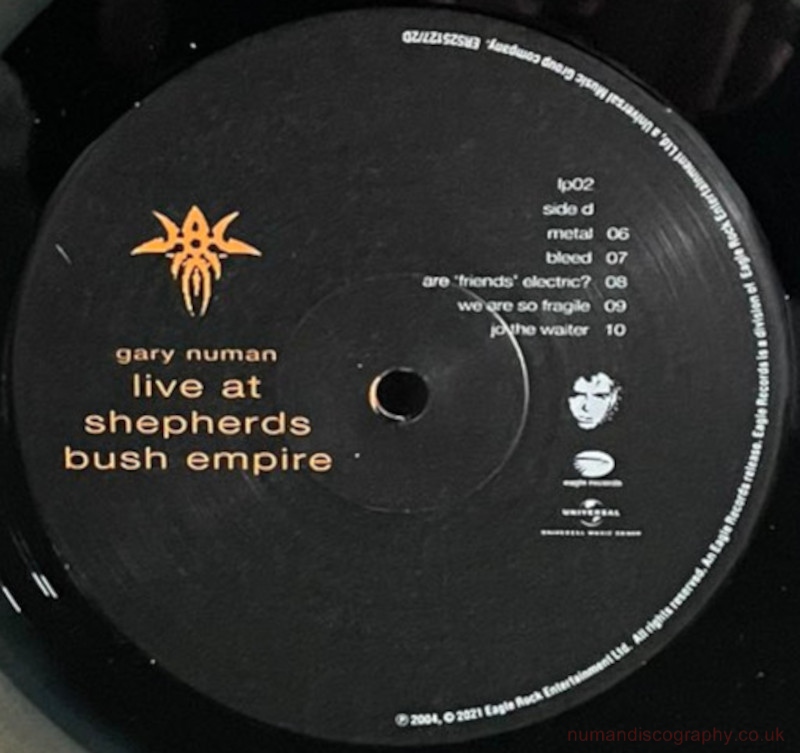 gary numan
live at
shepherds
bush empire
lp02
side d
metal 06
bleed 07
are 'friends' electric? 08
we are so fragile 09
jo the waiter 10
eagle records
UNIVERSAL
UNIVERSAL MUSIC GROUP
℗ 2004, © 2021 Eagle Rock Entertainment Ltd. All rights reserved. An Eagle Records release. Eagle Records is a division of Eagle Rock Entertainment Ltd, a Universal Music Group company. ERS25127/2D
numandiscography.co.uk